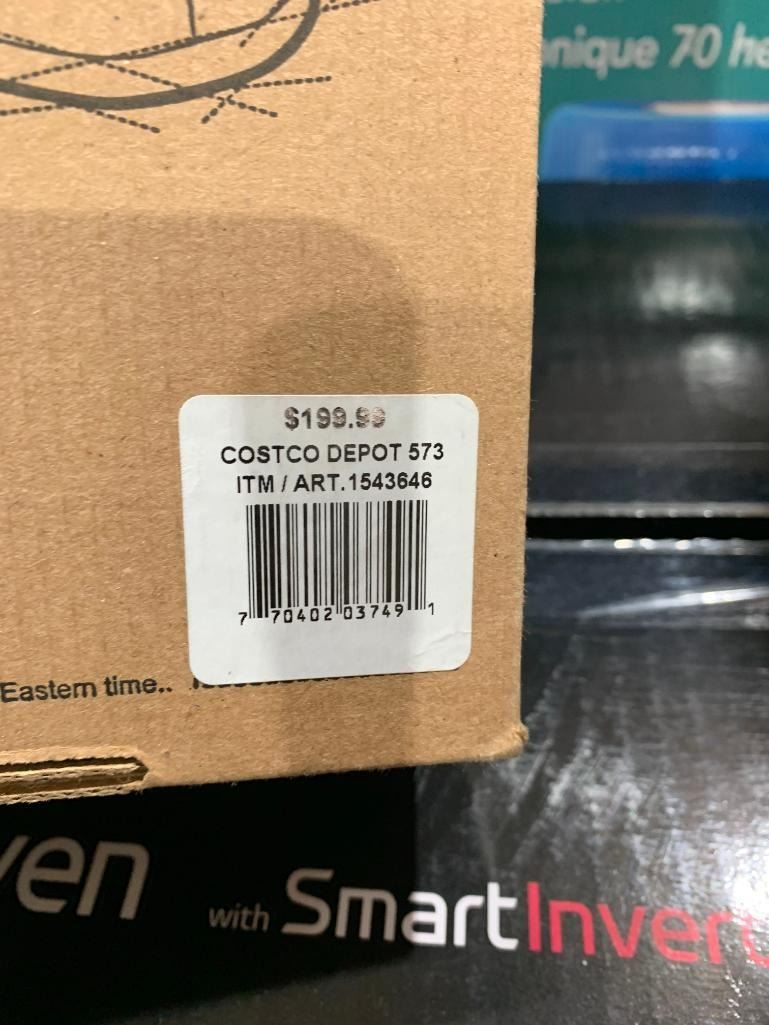 nique 70 he
$199.99
COSTCO DEPOT 573
ITM / ART.1543646
7 70402 03749 1
Eastern time..
ven
with SmartInver